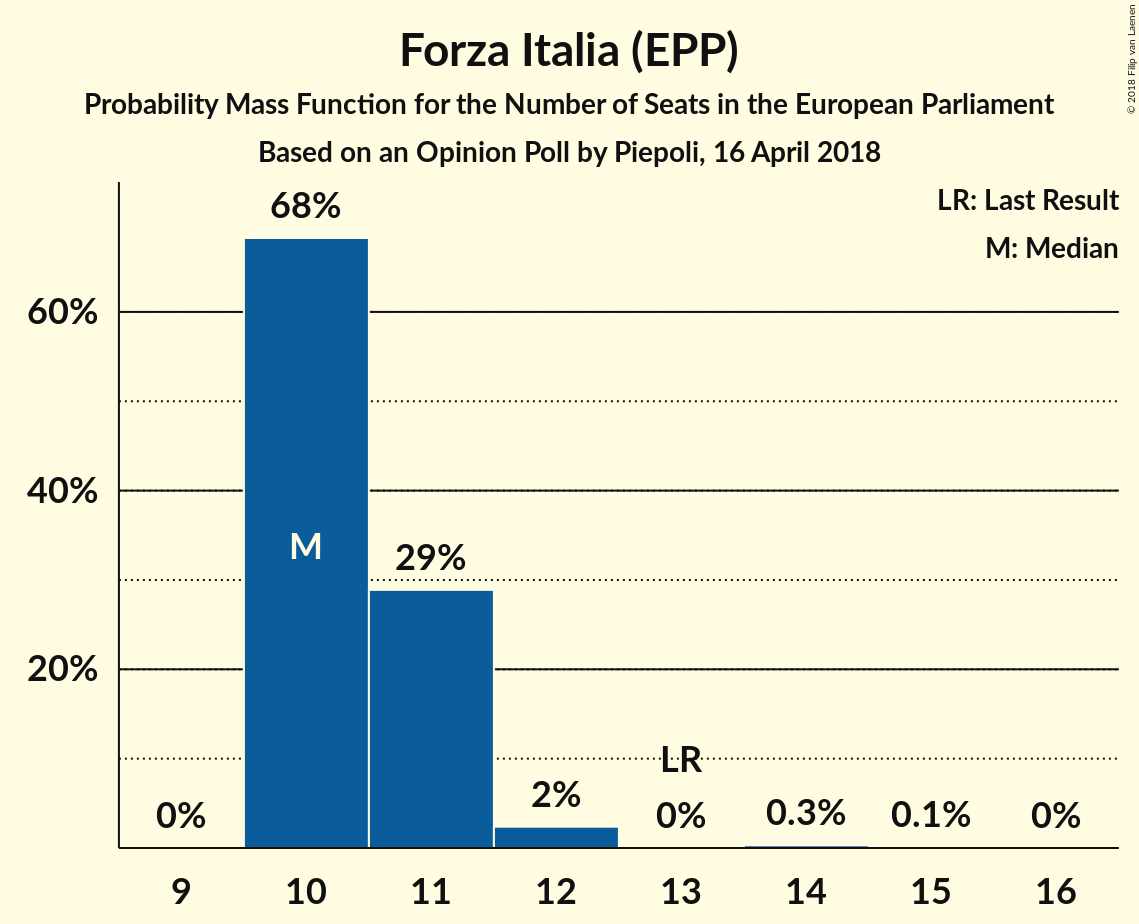 Forza Italia (EPP)
Probability Mass Function for the Number of Seats in the European Parliament
Based on an Opinion Poll by Piepoli, 16 April 2018
© 2018 Filip van Laenen
LR: Last Result
M: Median
68%
60%
40%
M
29%
20%
LR
0%
2%
0%
0.3%
0.1%
0%
9 10 11 12 13 14 15 16